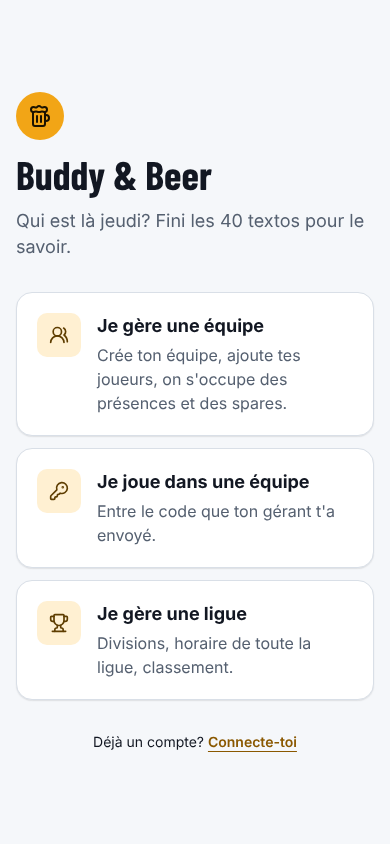 Buddy & Beer
Qui est là jeudi? Fini les 40 textos pour le
savoir.
Je gère une équipe
Crée ton équipe, ajoute tes
joueurs, on s'occupe des
présences et des spares.
Je joue dans une équipe
Entre le code que ton gérant t'a
envoyé.
Je gère une ligue
Divisions, horaire de toute la
ligue, classement.
Déjà un compte? Connecte-toi